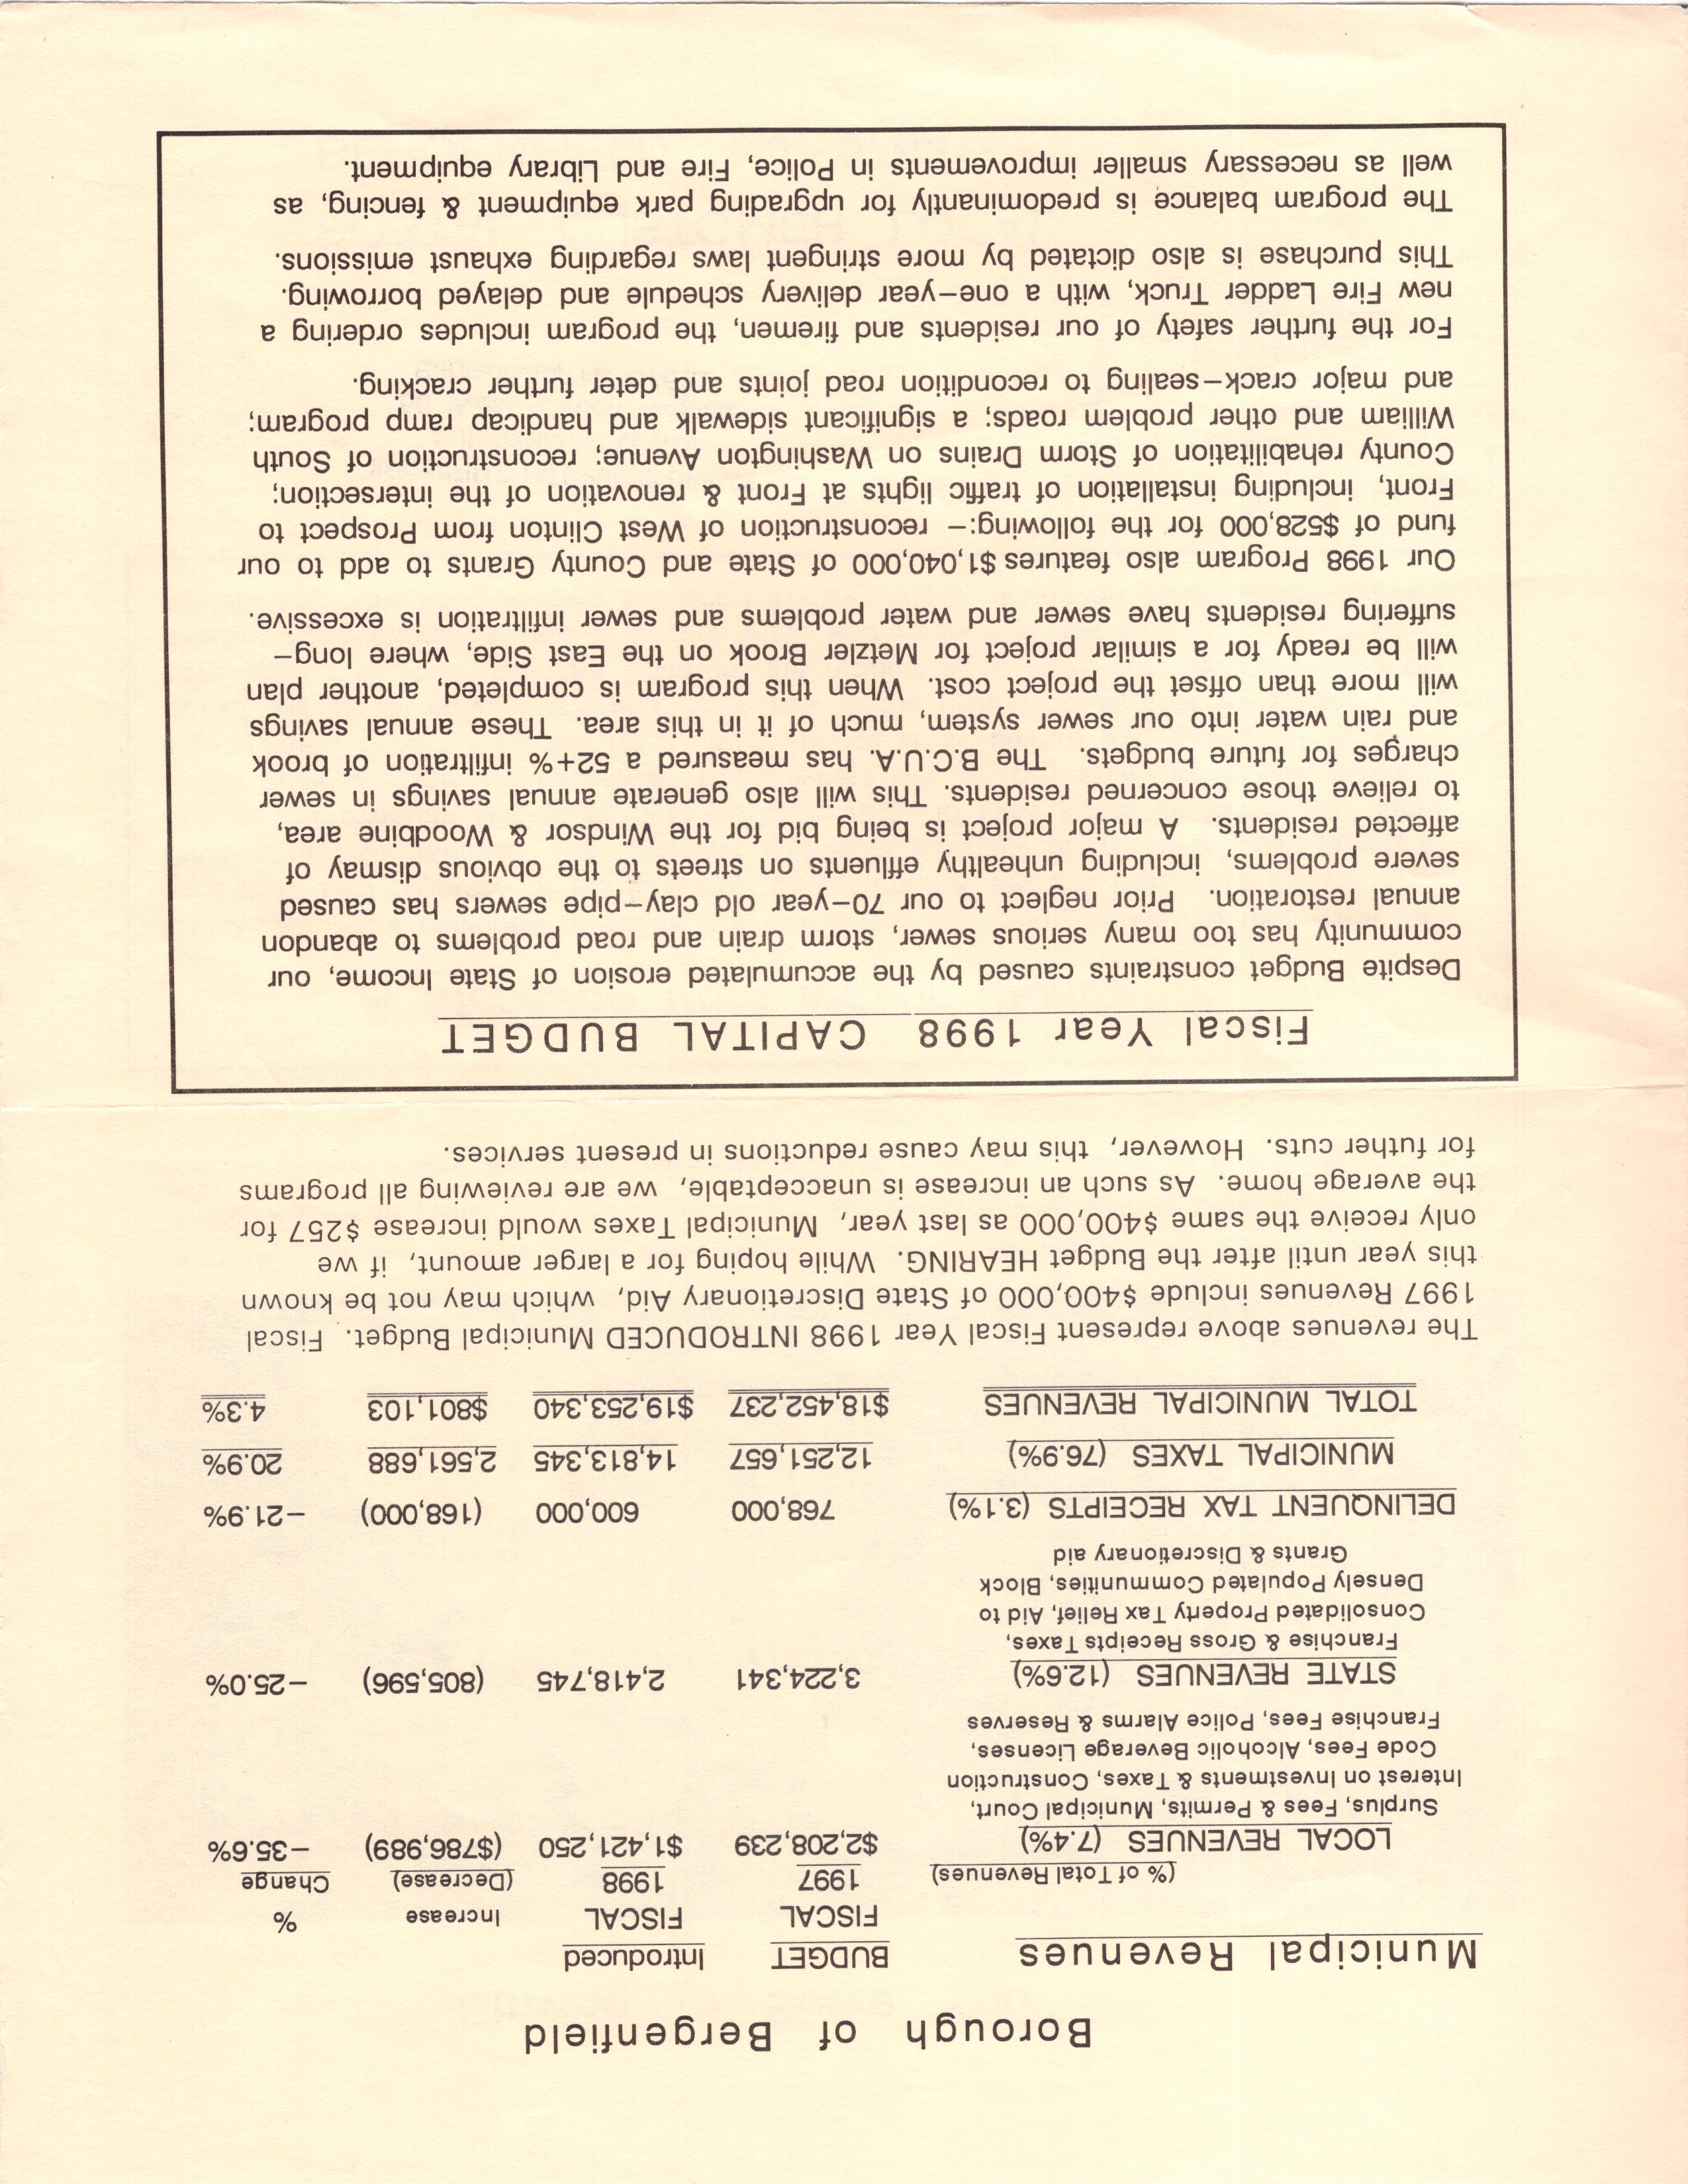 Borough of Bergenfield
Municipal Revenues BUDGET Introduced
FISCAL FISCAL Increase %
(% of Total Revenues) 1997 1998 (Decrease) Change
LOCAL REVENUES (7.4%) $2,208,239 $1,421,250 ($786,989) -35.6%
Surplus, Fees & Permits, Municipal Court,
Interest on Investments & Taxes, Construction
Code Fees, Alcoholic Beverage Licenses,
Franchise Fees, Police Alarms & Reserves
STATE REVENUES (12.6%) 3,224,341 2,418,745 (805,596) -25.0%
Franchise & Gross Receipts Taxes,
Consolidated Property Tax Relief, Aid to
Densely Populated Communities, Block
Grants & Discretionary aid
DELINQUENT TAX RECEIPTS (3.1%) 768,000 600,000 (168,000) -21.9%
MUNICIPAL TAXES (76.9%) 12,251,657 14,813,345 2,561,688 20.9%
TOTAL MUNICIPAL REVENUES $18,452,237 $19,253,340 $801,103 4.3%
The revenues above represent Fiscal Year 1998 INTRODUCED Municipal Budget. Fiscal
1997 Revenues include $400,000 of State Discretionary Aid, which may not be known
this year until after the Budget HEARING. While hoping for a larger amount, if we
only receive the same $400,000 as last year, Municipal Taxes would increase $257 for
the average home. As such an increase is unacceptable, we are reviewing all programs
for futher cuts. However, this may cause reductions in present services.
Fiscal Year 1998 CAPITAL BUDGET
Despite Budget constraints caused by the accumulated erosion of State Income, our
community has too many serious sewer, storm drain and road problems to abandon
annual restoration. Prior neglect to our 70-year old clay-pipe sewers has caused
severe problems, including unhealthy effluents on streets to the obvious dismay of
affected residents. A major project is being bid for the Windsor & Woodbine area,
to relieve those concerned residents. This will also generate annual savings in sewer
charges for future budgets. The B.C.U.A. has measured a 52+% infiltration of brook
and rain water into our sewer system, much of it in this area. These annual savings
will more than offset the project cost. When this program is completed, another plan
will be ready for a similar project for Metzler Brook on the East Side, where long-
suffering residents have sewer and water problems and sewer infiltration is excessive.
Our 1998 Program also features $1,040,000 of State and County Grants to add to our
fund of $528,000 for the following:- reconstruction of West Clinton from Prospect to
Front, including installation of traffic lights at Front & renovation of the intersection;
County rehabilitation of Storm Drains on Washington Avenue; reconstruction of South
William and other problem roads; a significant sidewalk and handicap ramp program;
and major crack-sealing to recondition road joints and deter further cracking.
For the further safety of our residents and firemen, the program includes ordering a
new Fire Ladder Truck, with a one-year delivery schedule and delayed borrowing.
This purchase is also dictated by more stringent laws regarding exhaust emissions.
The program balance is predominantly for upgrading park equipment & fencing, as
well as necessary smaller improvements in Police, Fire and Library equipment.